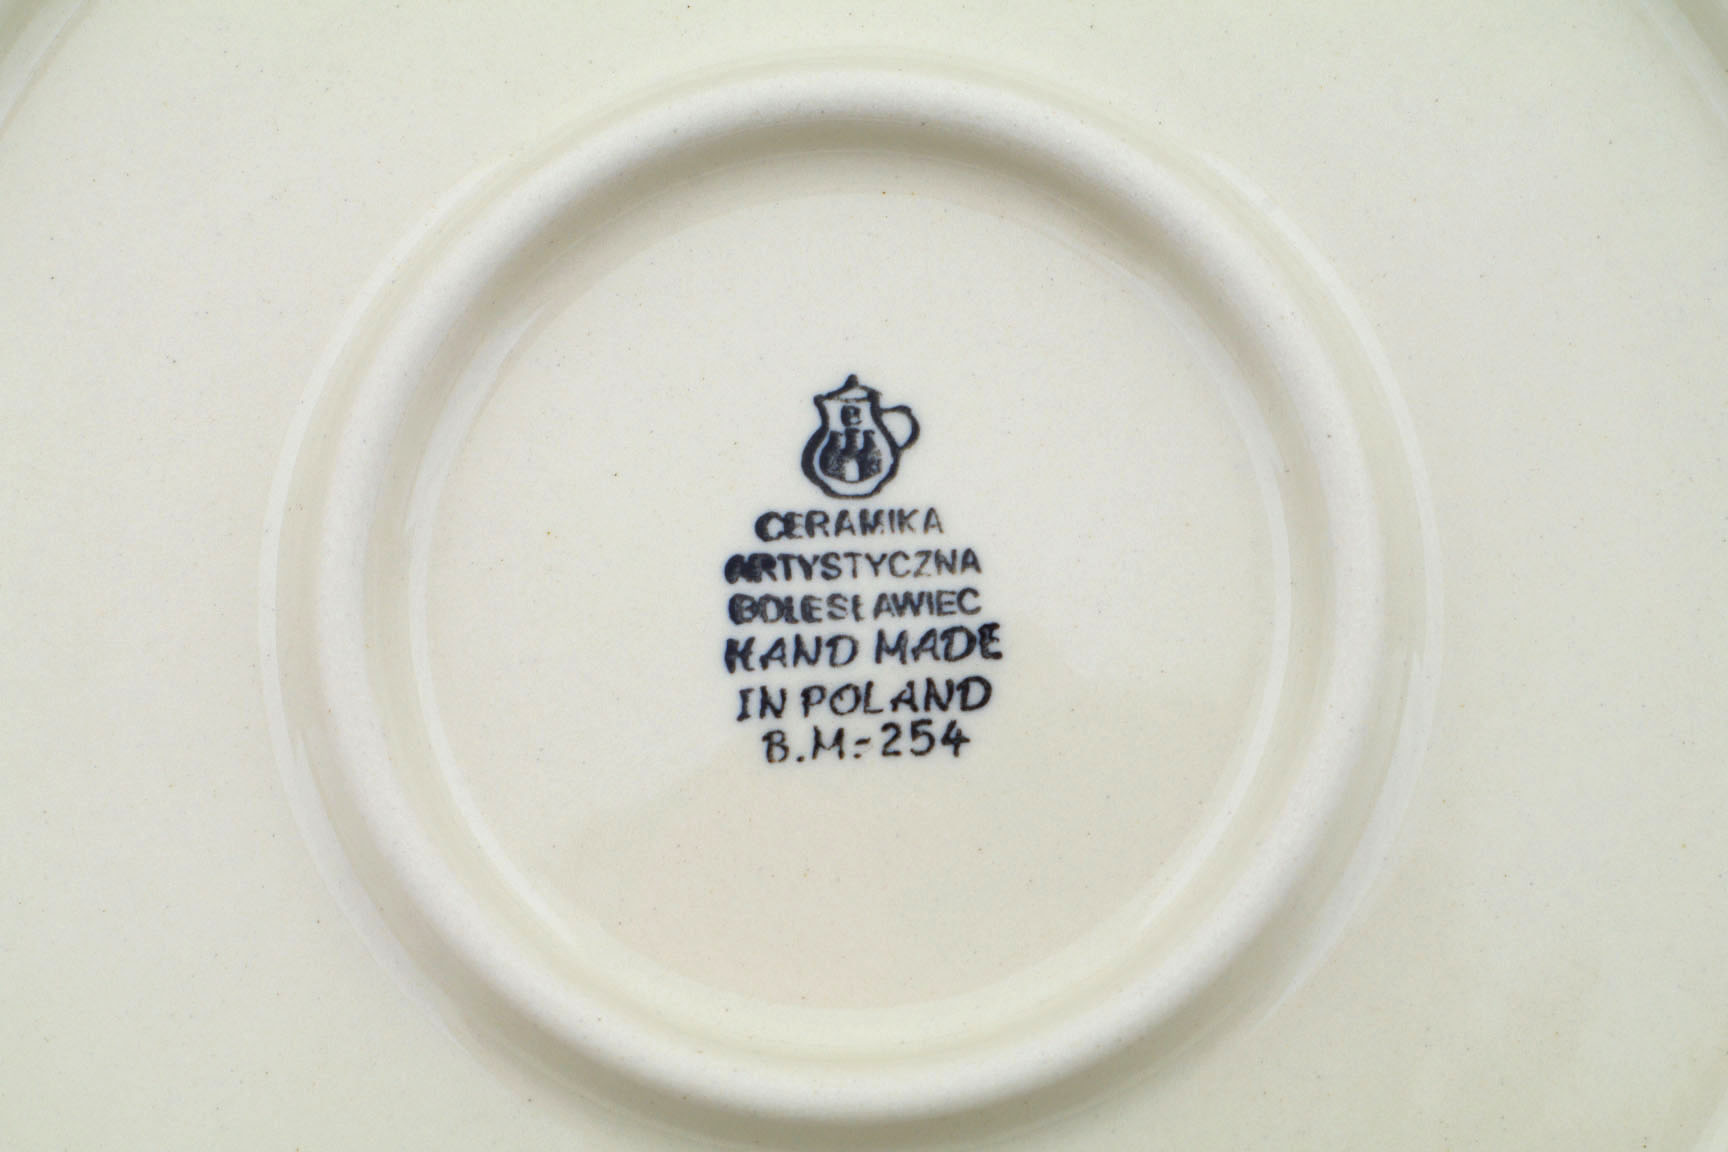 CERAMIKA
ARTYSTYCZNA
BOLESŁAWIEC
HAND MADE
IN POLAND
B.M.-254